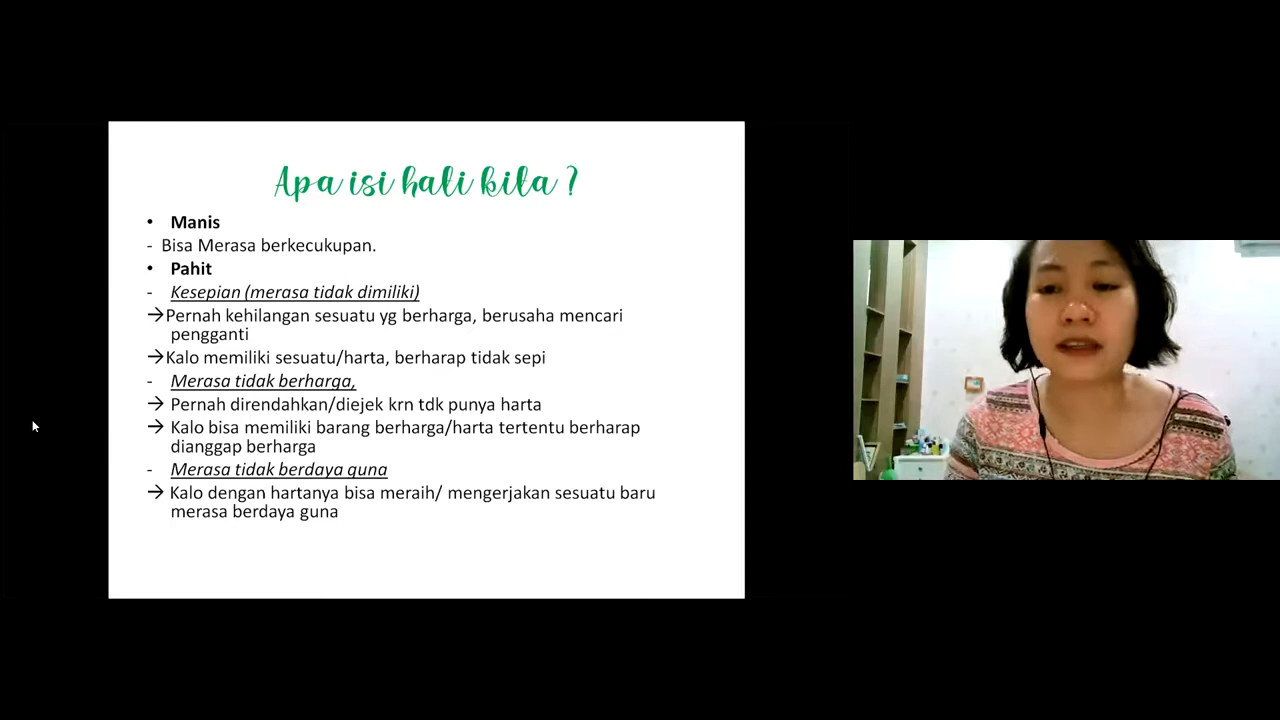 Apa isi hati kita ?
• Manis
- Bisa Merasa berkecukupan.
• Pahit
- Kesepian (merasa tidak dimiliki)
→Pernah kehilangan sesuatu yg berharga, berusaha mencari
pengganti
→Kalo memiliki sesuatu/harta, berharap tidak sepi
- Merasa tidak berharga,
→ Pernah direndahkan/diejek krn tdk punya harta
→ Kalo bisa memiliki barang berharga/harta tertentu berharap
dianggap berharga
- Merasa tidak berdaya guna
→ Kalo dengan hartanya bisa meraih/ mengerjakan sesuatu baru
merasa berdaya guna